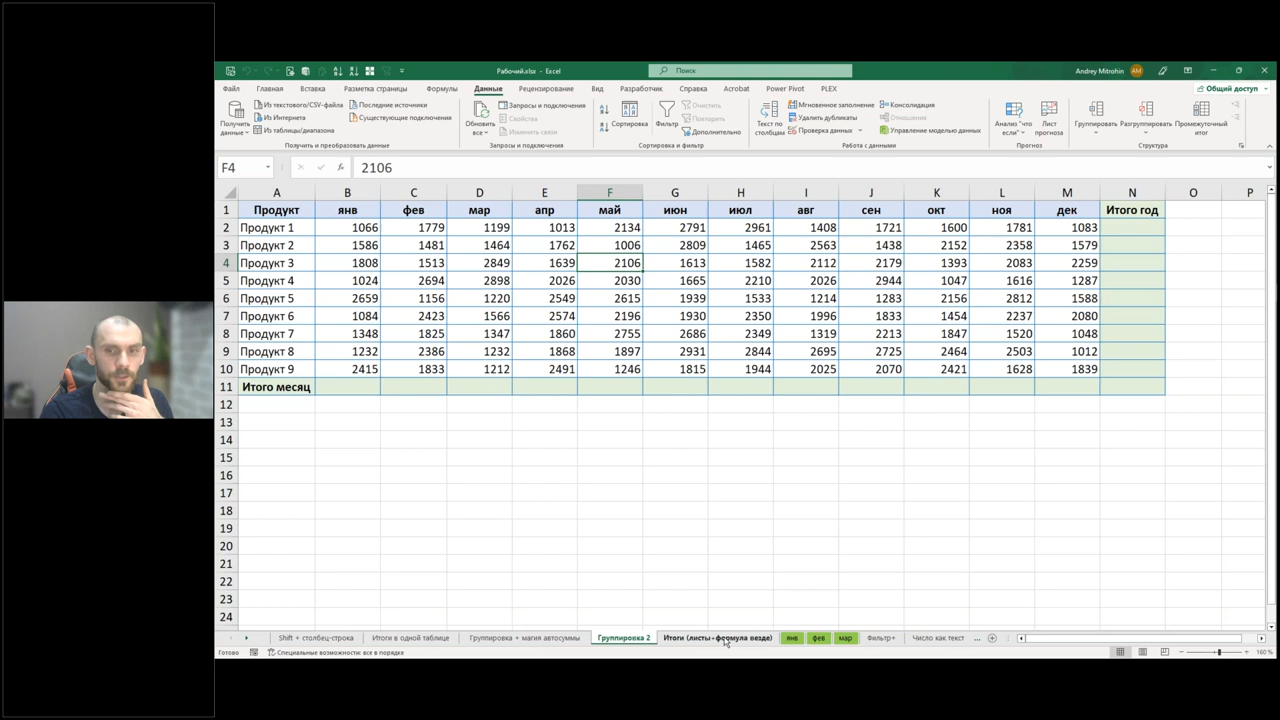 Рабочий.xlsx - Excel
Поиск
Andrey Mitrohin
AM
Файл Главная Вставка Разметка страницы Формулы Данные Рецензирование Вид Разработчик Справка Acrobat Power Pivot PLEX
Общий доступ
Получить данные
Из текстового/CSV-файла
Из Интернета
Из таблицы/диапазона
Последние источники
Существующие подключения
Получить и преобразовать данные
Обновить все
Запросы и подключения
Свойства
Изменить связи
Запросы и подключения
Сортировка
Фильтр
Очистить
Повторить
Дополнительно
Сортировка и фильтр
Текст по столбцам
Мгновенное заполнение
Удалить дубликаты
Проверка данных
Консолидация
Отношения
Управление моделью данных
Работа с данными
Анализ "что если"
Лист прогноза
Прогноз
Группировать
Разгруппировать
Промежуточный итог
Структура
F4
fx
2106
A B C D E F G H I J K L M N O P
1 Продукт янв фев мар апр май июн июл авг сен окт ноя дек Итого год
2 Продукт 1 1066 1779 1199 1013 2134 2791 2961 1408 1721 1600 1781 1083
3 Продукт 2 1586 1481 1464 1762 1006 2809 1465 2563 1438 2152 2358 1579
4 Продукт 3 1808 1513 2849 1639 2106 1613 1582 2112 2179 1393 2083 2259
5 Продукт 4 1024 2694 2898 2026 2030 1665 2210 2026 2944 1047 1616 1287
6 Продукт 5 2659 1156 1220 2549 2615 1939 1533 1214 1283 2156 2812 1588
7 Продукт 6 1084 2423 1566 2574 2196 1930 2350 1996 1833 1454 2237 2080
8 Продукт 7 1348 1825 1347 1860 2755 2686 2349 1319 2213 1847 1520 1048
9 Продукт 8 1232 2386 1232 1868 1897 2931 2844 2695 2725 2464 2503 1012
10 Продукт 9 2415 1833 1212 2491 1246 1815 1944 2025 2070 2421 1628 1839
11 Итого месяц
12
13
14
15
16
17
18
19
20
21
22
23
24
Shift + столбец-строка Итоги в одной таблице Группировка + магия автосуммы Группировка 2 Итоги (листы+формула везде) янв фев мар Фильтр+ Число как текст ...
Готово Специальные возможности: все в порядке 160 %